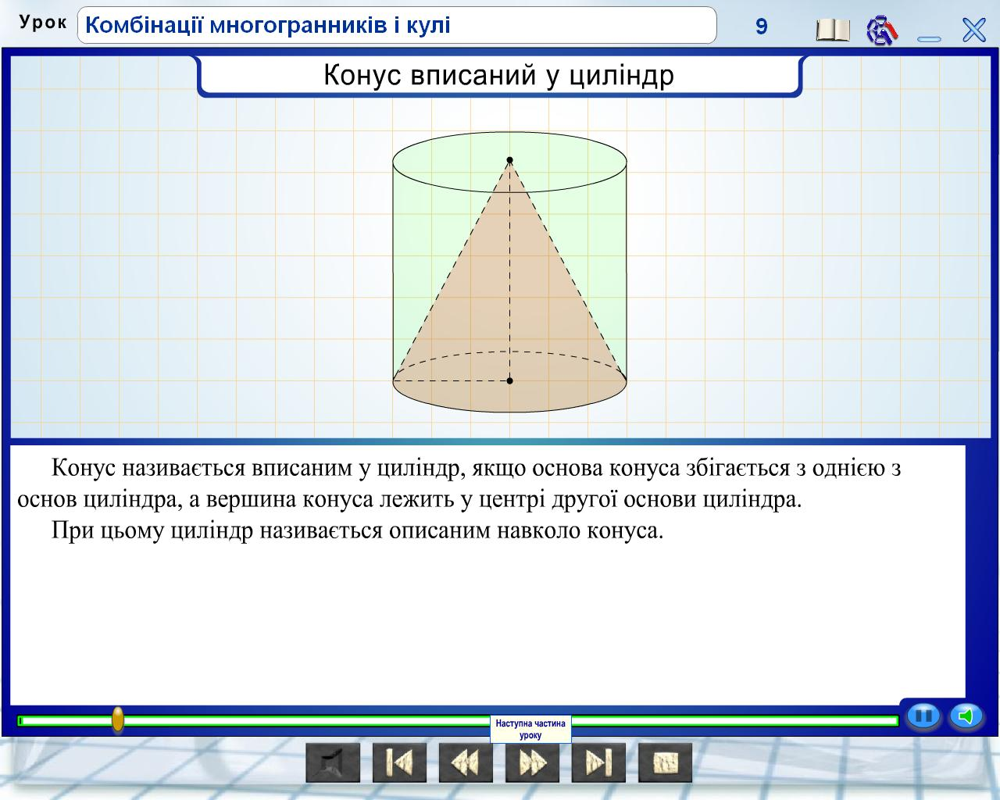 Урок
Комбінації многогранників і кулі
9
Конус вписаний у циліндр
Конус називається вписаним у циліндр, якщо основа конуса збігається з однією з
основ циліндра, а вершина конуса лежить у центрі другої основи циліндра.
При цьому циліндр називається описаним навколо конуса.
Наступна частина
уроку